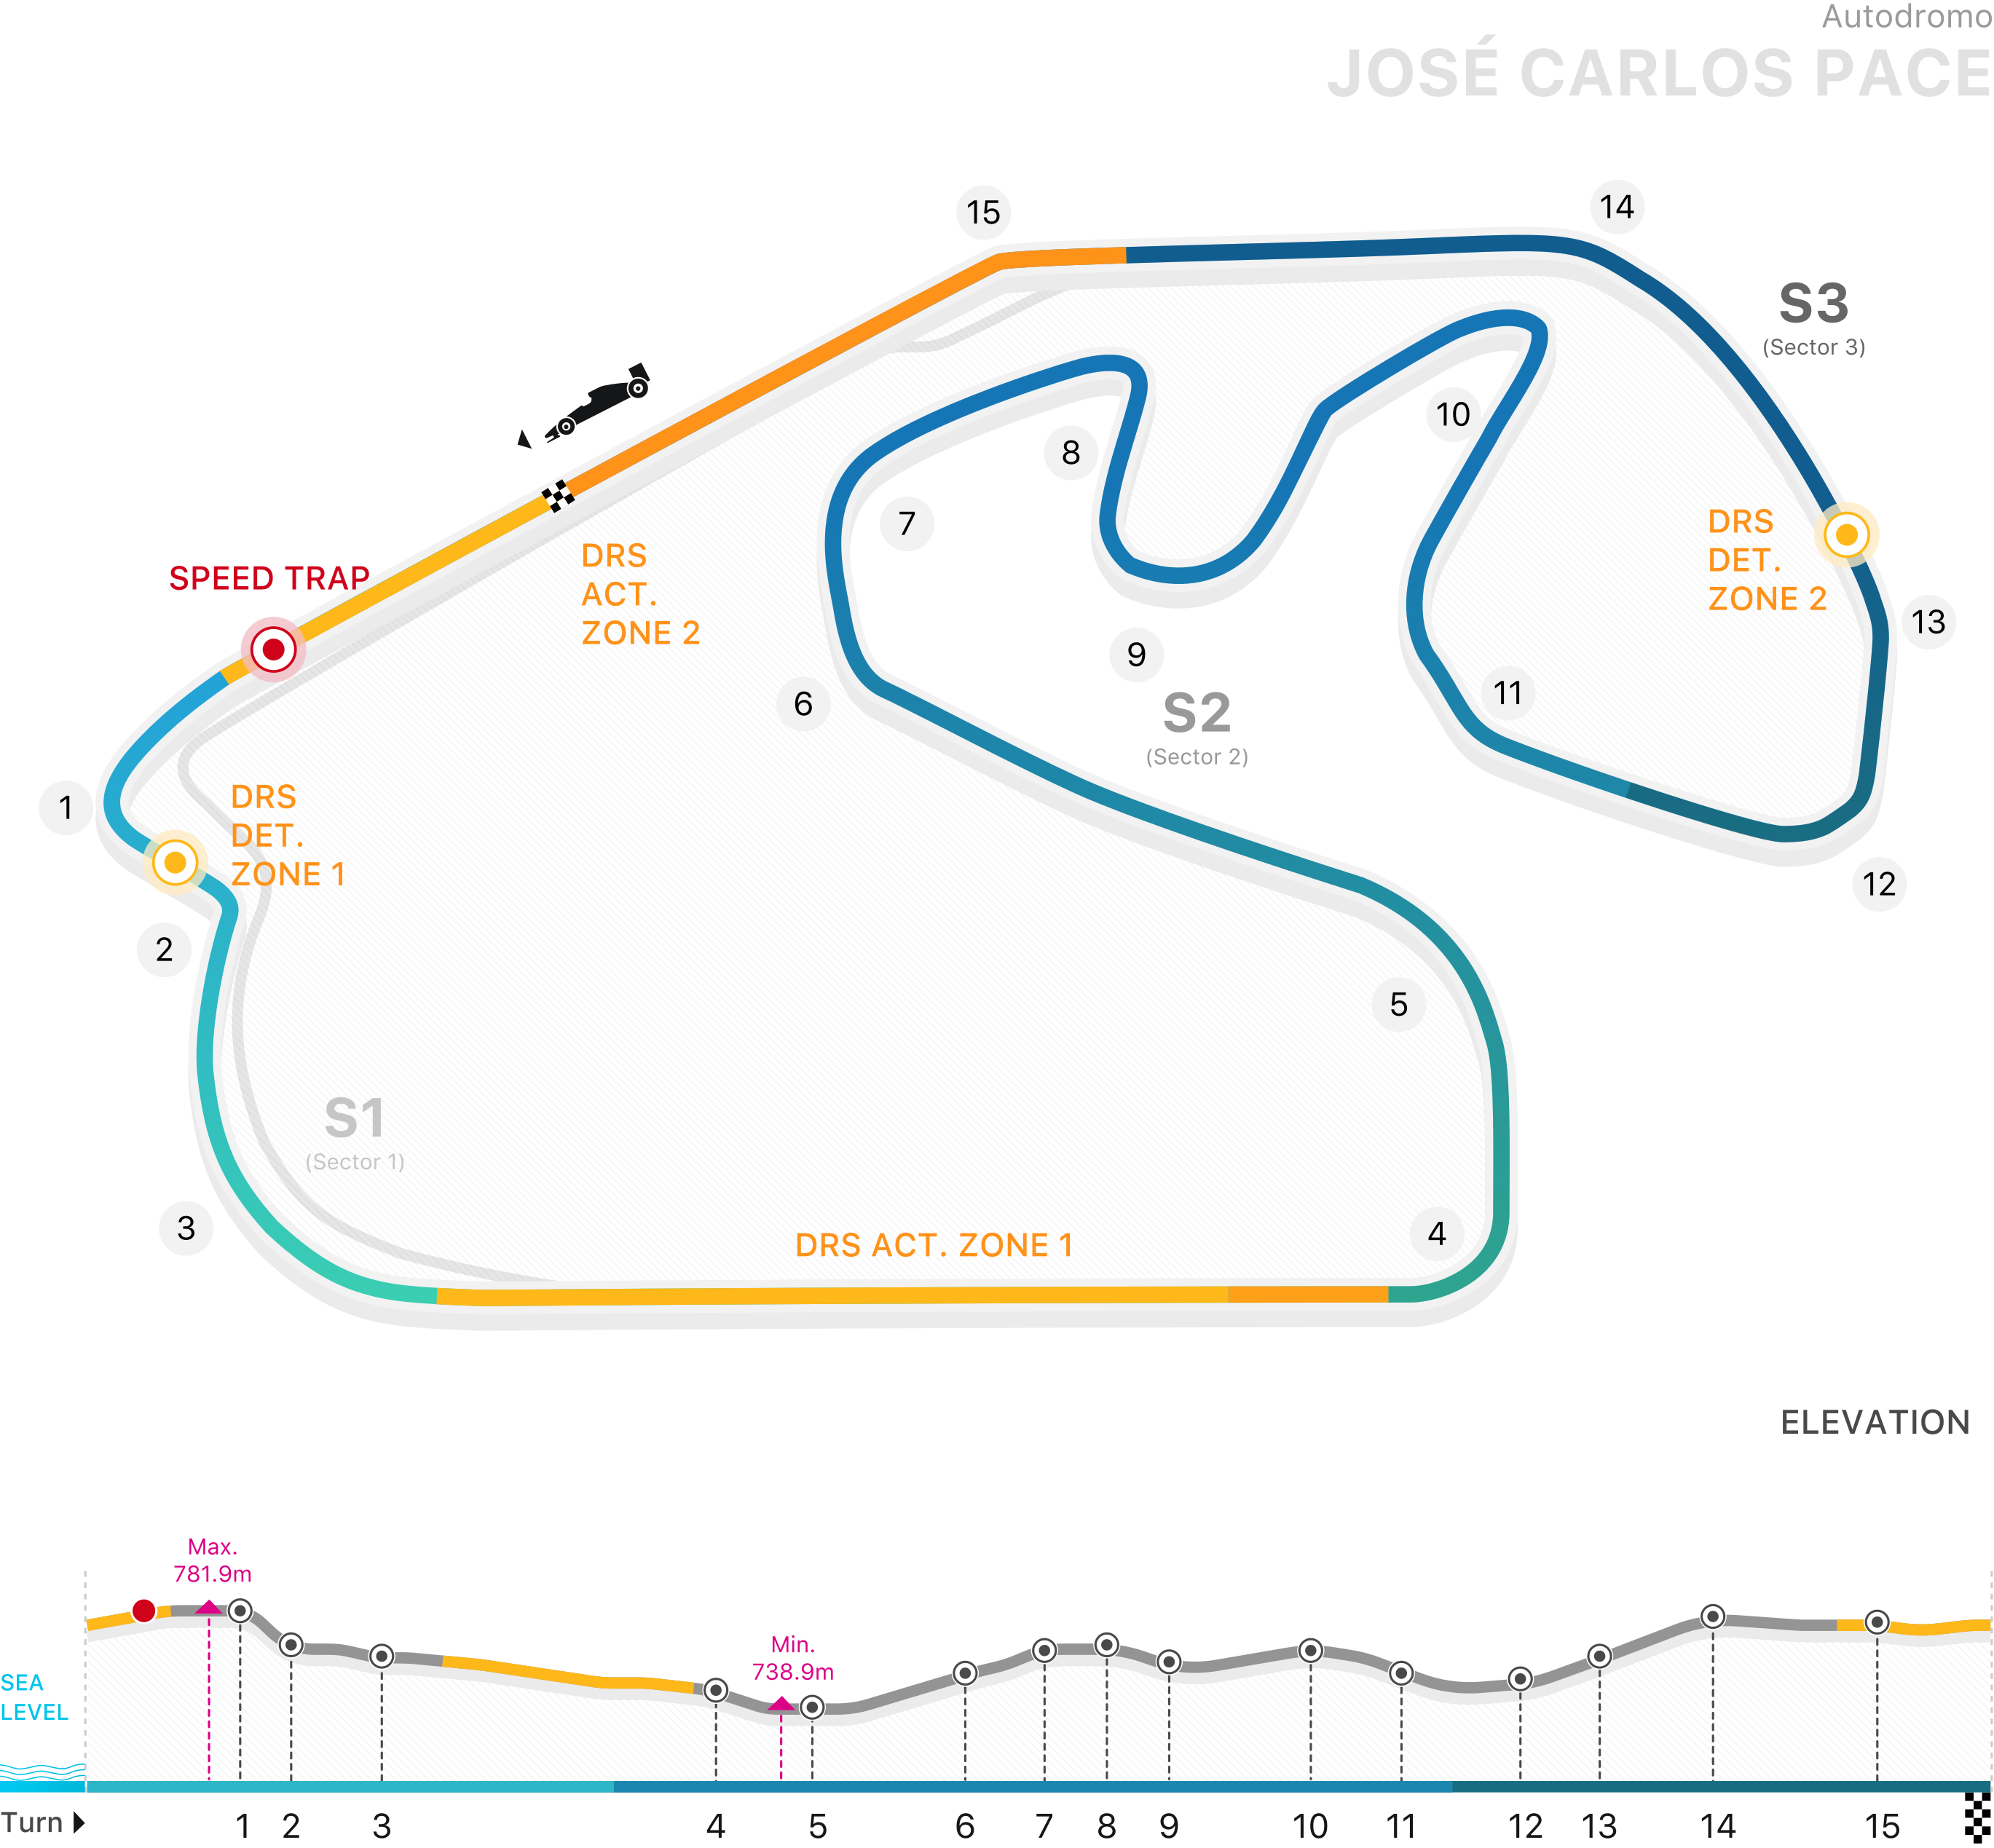 Autodromo
JOSÉ CARLOS PACE
15
14
S3
(Sector 3)
10
8
7
DRS
DET.
ZONE 2
SPEED TRAP
DRS
ACT.
ZONE 2
13
9
11
6
S2
(Sector 2)
1
DRS
DET.
ZONE 1
12
2
5
S1
(Sector 1)
3
4
DRS ACT. ZONE 1
ELEVATION
Max.
781.9m
Min.
738.9m
SEA
LEVEL
Turn 1 2 3 4 5 6 7 8 9 10 11 12 13 14 15